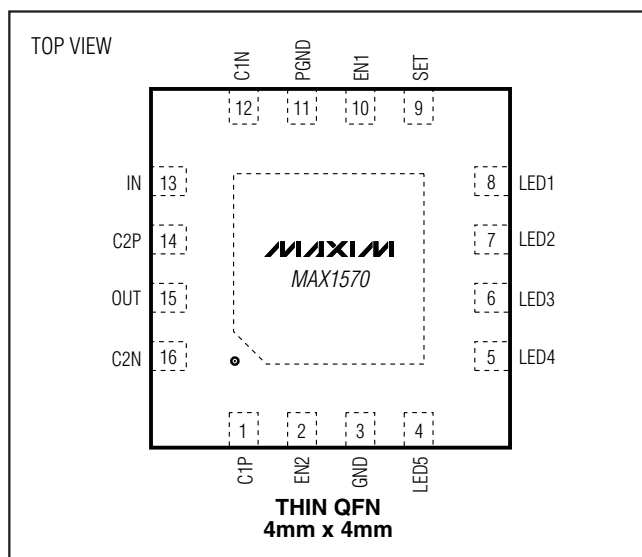 TOP VIEW
C1N PGND EN1 SET
12 11 10 9
IN 13 8 LED1
C2P 14 7 LED2
MAXIM
MAX1570
OUT 15 6 LED3
C2N 16 5 LED4
1 2 3 4
C1P EN2 GND LED5
THIN QFN
4mm x 4mm